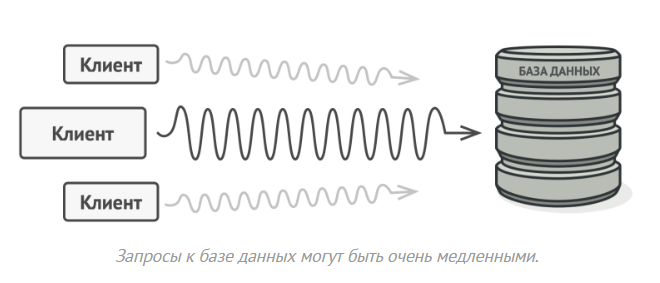 Клиент
БАЗА ДАННЫХ
Клиент
Клиент
Запросы к базе данных могут быть очень медленными.